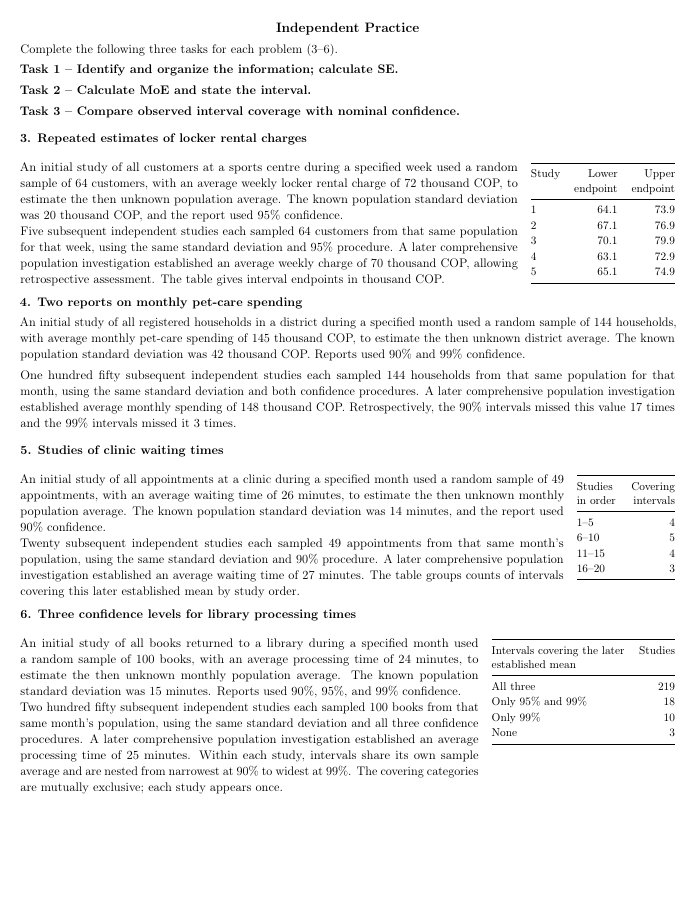 Independent Practice
Complete the following three tasks for each problem (3–6).
Task 1 – Identify and organize the information; calculate SE.
Task 2 – Calculate MoE and state the interval.
Task 3 – Compare observed interval coverage with nominal confidence.
3. Repeated estimates of locker rental charges
An initial study of all customers at a sports centre during a specified week used a random
sample of 64 customers, with an average weekly locker rental charge of 72 thousand COP, to
estimate the then unknown population average. The known population standard deviation
was 20 thousand COP, and the report used 95% confidence.
Five subsequent independent studies each sampled 64 customers from that same population
for that week, using the same standard deviation and 95% procedure. A later comprehensive
population investigation established an average weekly charge of 70 thousand COP, allowing
retrospective assessment. The table gives interval endpoints in thousand COP.
Study Lower Upper
endpoint endpoint
1 64.1 73.9
2 67.1 76.9
3 70.1 79.9
4 63.1 72.9
5 65.1 74.9
4. Two reports on monthly pet-care spending
An initial study of all registered households in a district during a specified month used a random sample of 144 households,
with average monthly pet-care spending of 145 thousand COP, to estimate the then unknown district average. The known
population standard deviation was 42 thousand COP. Reports used 90% and 99% confidence.
One hundred fifty subsequent independent studies each sampled 144 households from that same population for that
month, using the same standard deviation and both confidence procedures. A later comprehensive population investigation
established average monthly spending of 148 thousand COP. Retrospectively, the 90% intervals missed this value 17 times
and the 99% intervals missed it 3 times.
5. Studies of clinic waiting times
An initial study of all appointments at a clinic during a specified month used a random sample of 49
appointments, with an average waiting time of 26 minutes, to estimate the then unknown monthly
population average. The known population standard deviation was 14 minutes, and the report used
90% confidence.
Twenty subsequent independent studies each sampled 49 appointments from that same month's
population, using the same standard deviation and 90% procedure. A later comprehensive population
investigation established an average waiting time of 27 minutes. The table groups counts of intervals
covering this later established mean by study order.
Studies Covering
in order intervals
1–5 4
6–10 5
11–15 4
16–20 3
6. Three confidence levels for library processing times
An initial study of all books returned to a library during a specified month used
a random sample of 100 books, with an average processing time of 24 minutes, to
estimate the then unknown monthly population average. The known population
standard deviation was 15 minutes. Reports used 90%, 95%, and 99% confidence.
Two hundred fifty subsequent independent studies each sampled 100 books from that
same month's population, using the same standard deviation and all three confidence
procedures. A later comprehensive population investigation established an average
processing time of 25 minutes. Within each study, intervals share its own sample
average and are nested from narrowest at 90% to widest at 99%. The covering categories
are mutually exclusive; each study appears once.
Intervals covering the later Studies
established mean
All three 219
Only 95% and 99% 18
Only 99% 10
None 3